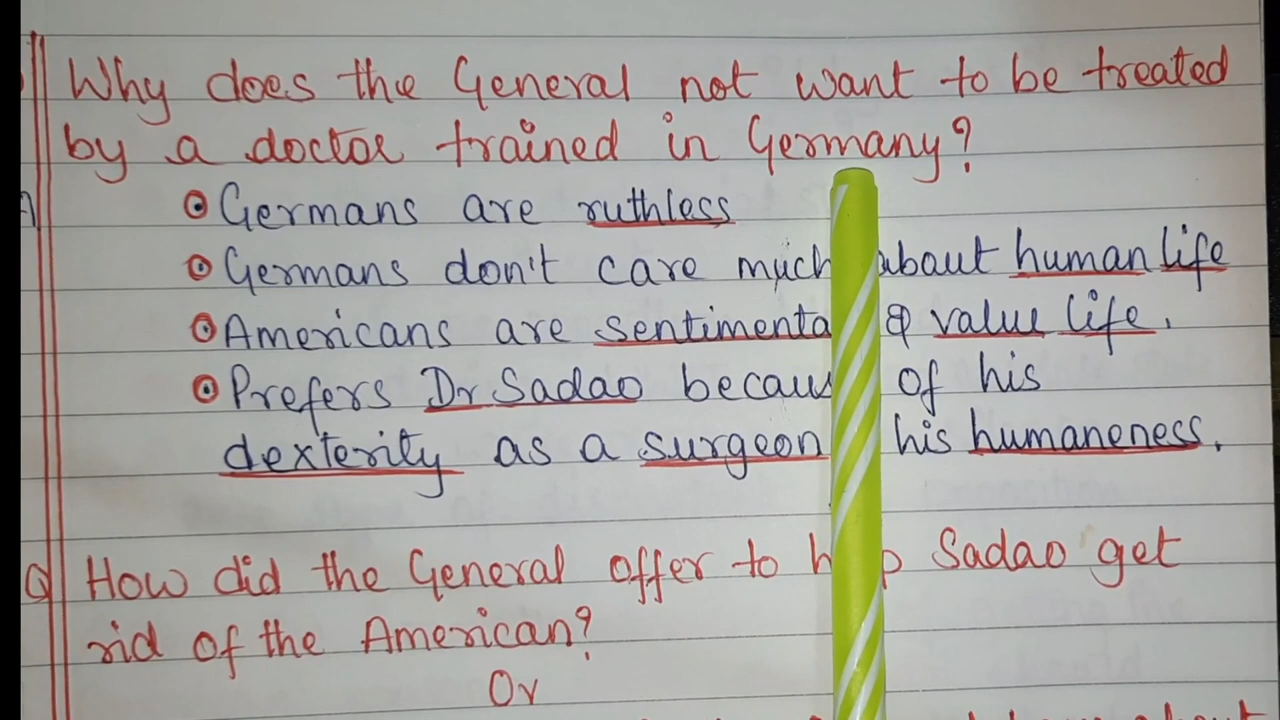 Why does the General not want to be treated
by a doctor trained in Germany?
Germans are ruthless
Germans don't care much about human life
Americans are sentimenta & value life.
Prefers Dr Sadao becau of his
dexterity as a surgeon his humaneness.
Q How did the General offer to h p Sadao get
rid of the American?
Or